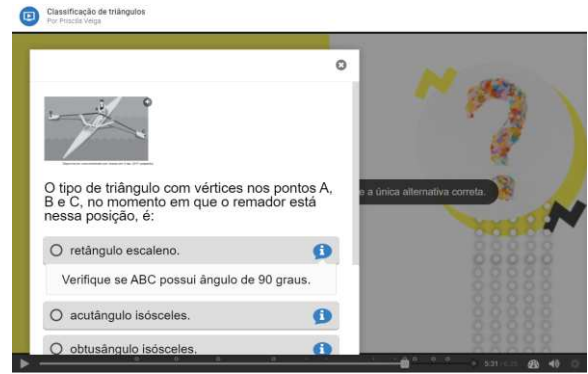 Classificação de triângulos
Por Priscila Veiga
O tipo de triângulo com vértices nos pontos A,
B e C, no momento em que o remador está
nessa posição, é:
e a única alternativa correta.
retângulo escaleno.
Verifique se ABC possui ângulo de 90 graus.
acutângulo isósceles.
obtusângulo isósceles.
5:31